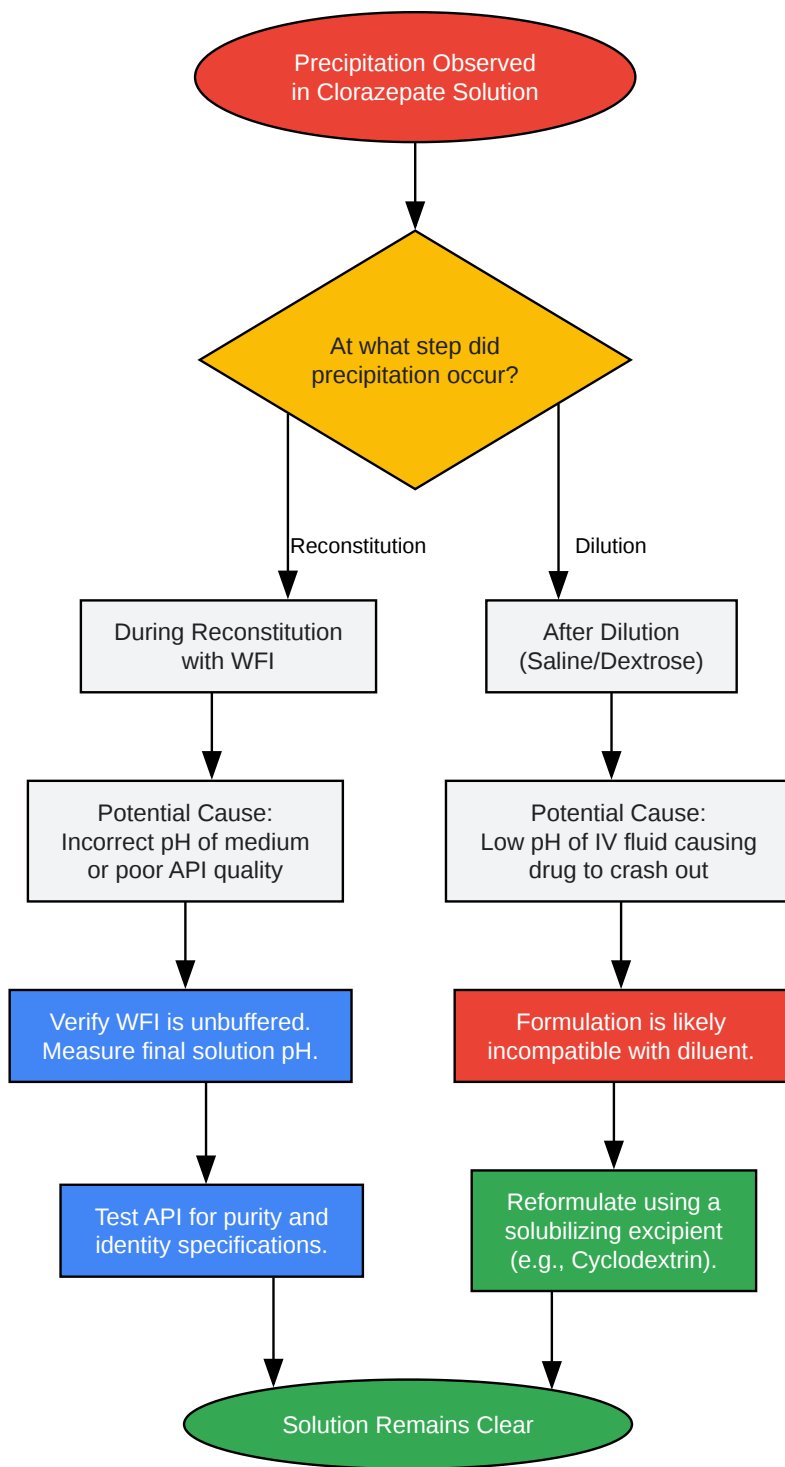 Precipitation Observed
in Clorazepate Solution
At what step did
precipitation occur?
Reconstitution
Dilution
During Reconstitution
with WFI
After Dilution
(Saline/Dextrose)
Potential Cause:
Incorrect pH of medium
or poor API quality
Potential Cause:
Low pH of IV fluid causing
drug to crash out
Verify WFI is unbuffered.
Measure final solution pH.
Formulation is likely
incompatible with diluent.
Test API for purity and
identity specifications.
Reformulate using a
solubilizing excipient
(e.g., Cyclodextrin).
Solution Remains Clear